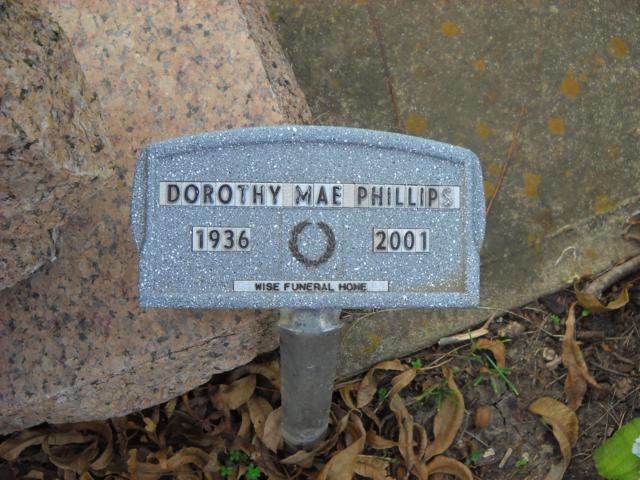 DOROTHY MAE PHILLIPS
1936 2001
WISE FUNERAL HOME